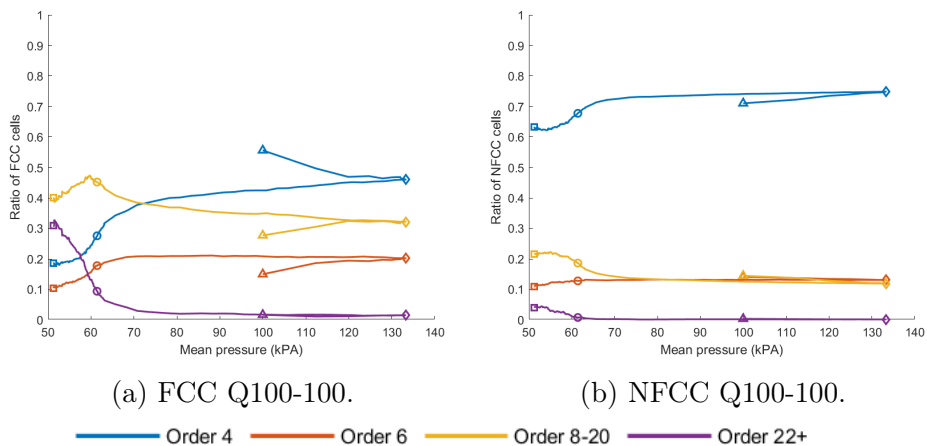 1
0.9
0.8
0.7
0.6
0.5
0.4
0.3
0.2
0.1
0
Ratio of FCC cells
50 60 70 80 90 100 110 120 130 140
Mean pressure (kPA)
(a) FCC Q100-100.
1
0.9
0.8
0.7
0.6
0.5
0.4
0.3
0.2
0.1
0
Ratio of NFCC cells
50 60 70 80 90 100 110 120 130 140
Mean pressure (kPA)
(b) NFCC Q100-100.
Order 4 Order 6 Order 8-20 Order 22+